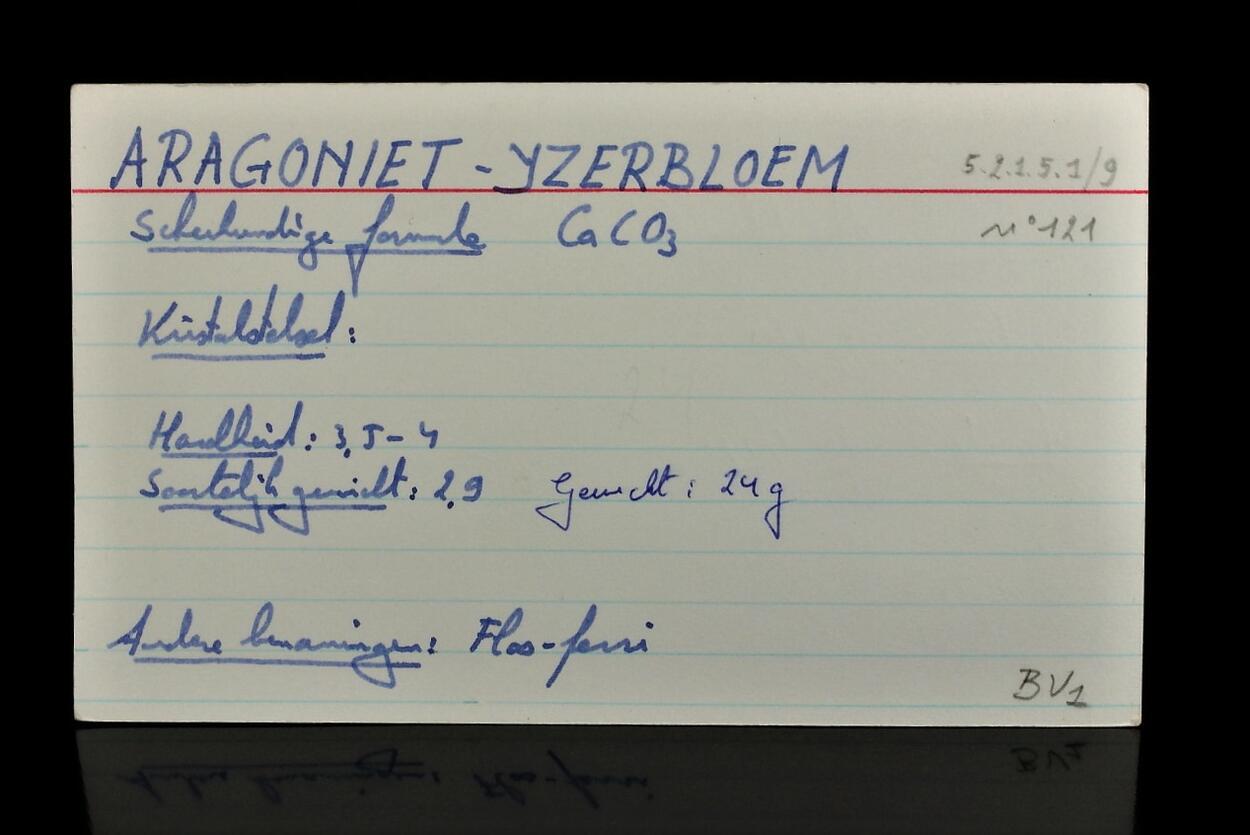 ARAGONIET - YZERBLOEM 5.2.1.5.1/9
Scheikundige formule CaCO3 n°121
Kristalstelsel:
Hardheid: 3,5 - 4
Soortelijk gewicht: 2,9 Gewicht: 24g
Andere benamingen: Flos-ferri
BV1